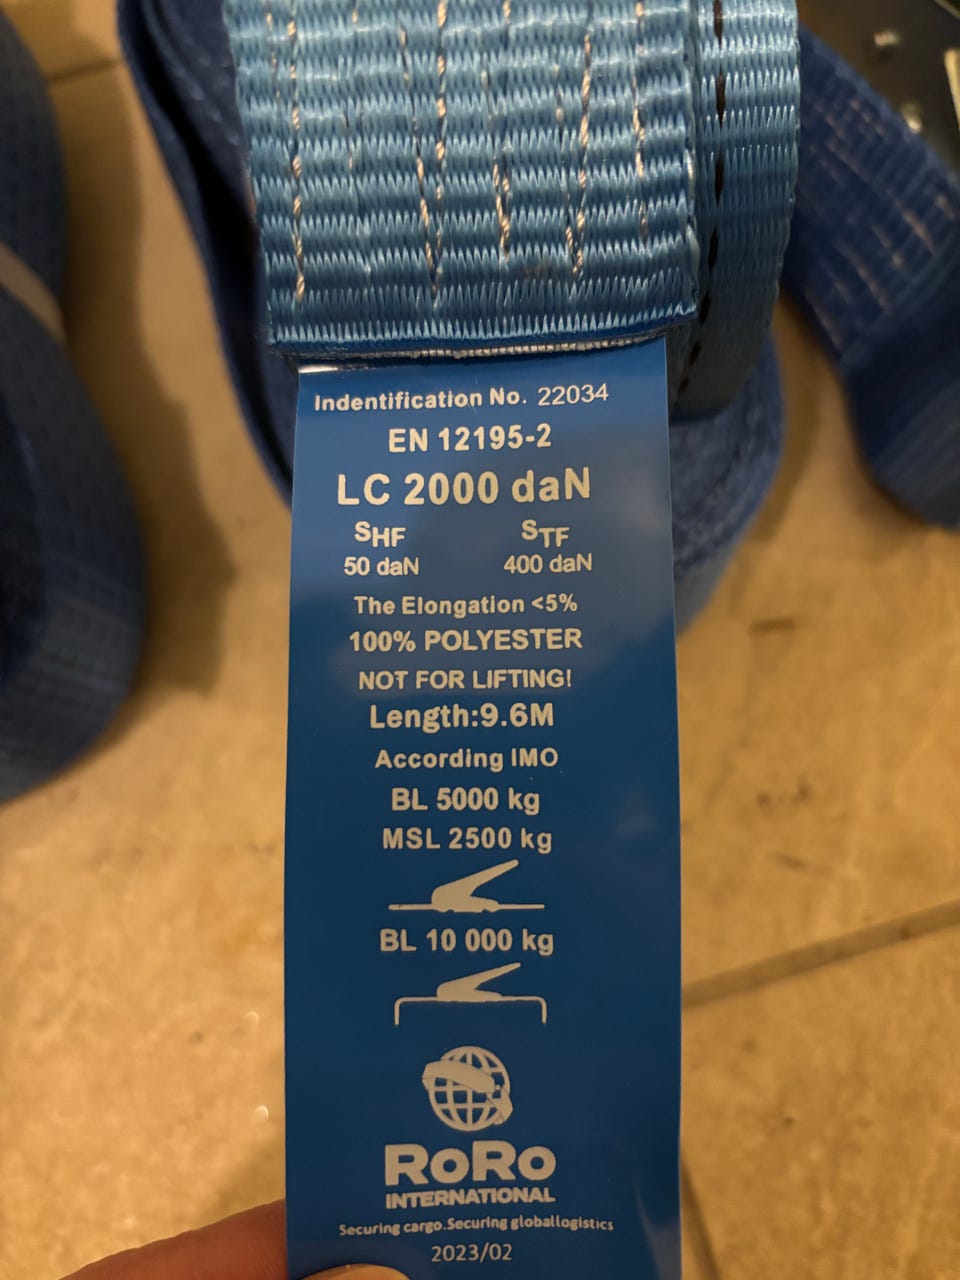 Indentification No. 22034
EN 12195-2
LC 2000 daN
SHF STF
50 daN 400 daN
The Elongation <5%
100% POLYESTER
NOT FOR LIFTING!
Length:9.6M
According IMO
BL 5000 kg
MSL 2500 kg
BL 10 000 kg
RoRo
INTERNATIONAL
Securing cargo.Securing globallogistics
2023/02